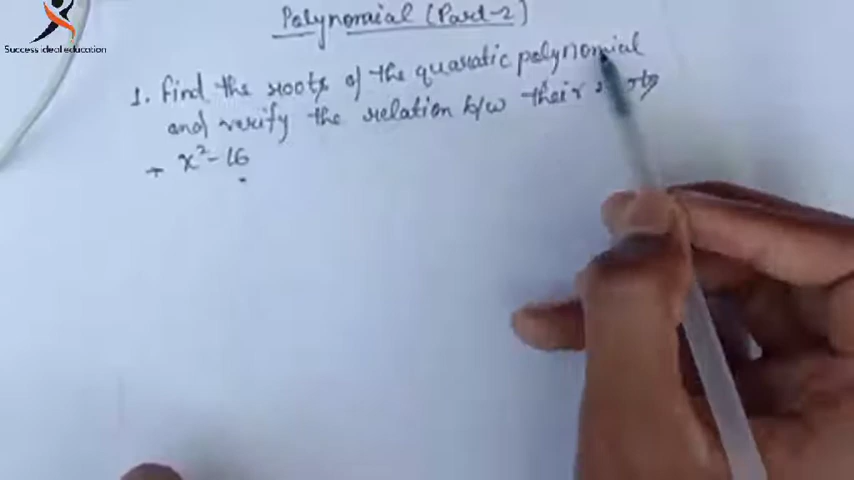 Success ideal education
Polynomial (Part-2)
1. Find the roots of the quasatic polynomial
and verify the relation b/w their
→ x² - 16